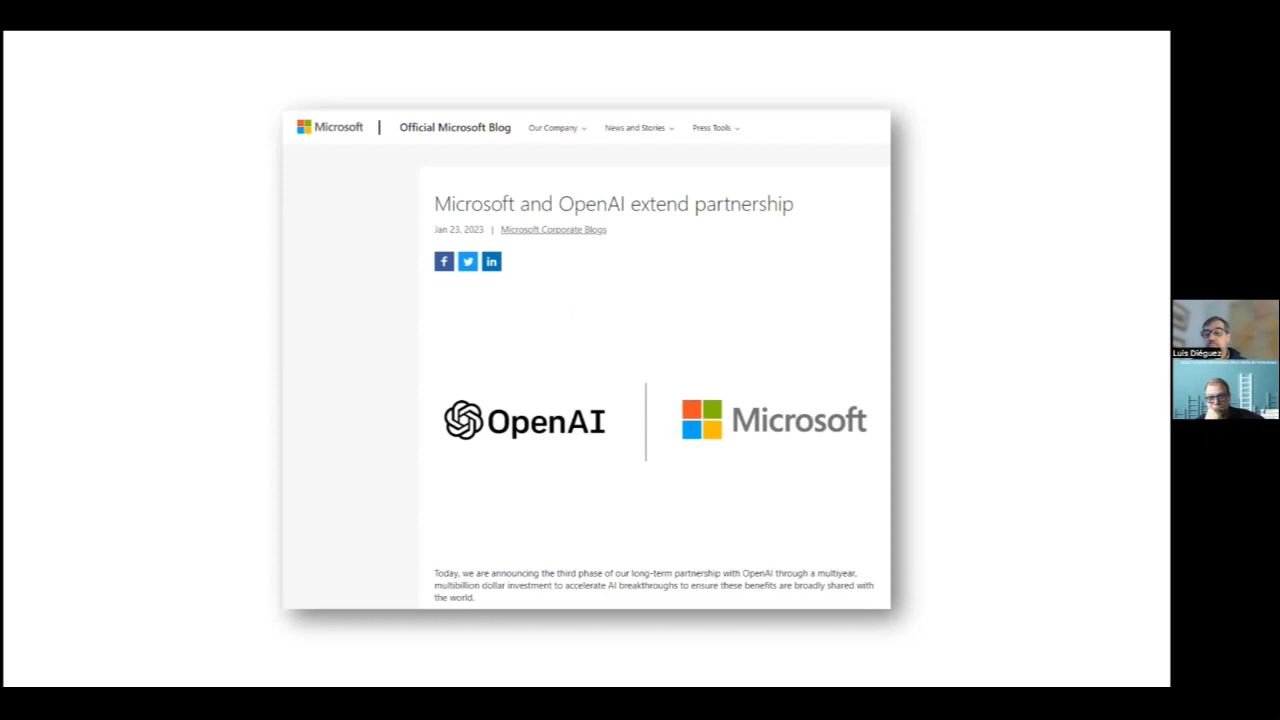 Microsoft | Official Microsoft Blog Our Company News and Stories Press Tools
Microsoft and OpenAI extend partnership
Jan 23, 2023 | Microsoft Corporate Blogs
OpenAI | Microsoft
Today, we are announcing the third phase of our long-term partnership with OpenAI through a multiyear,
multibillion dollar investment to accelerate AI breakthroughs to ensure these benefits are broadly shared with
the world.
Luis Diéguez